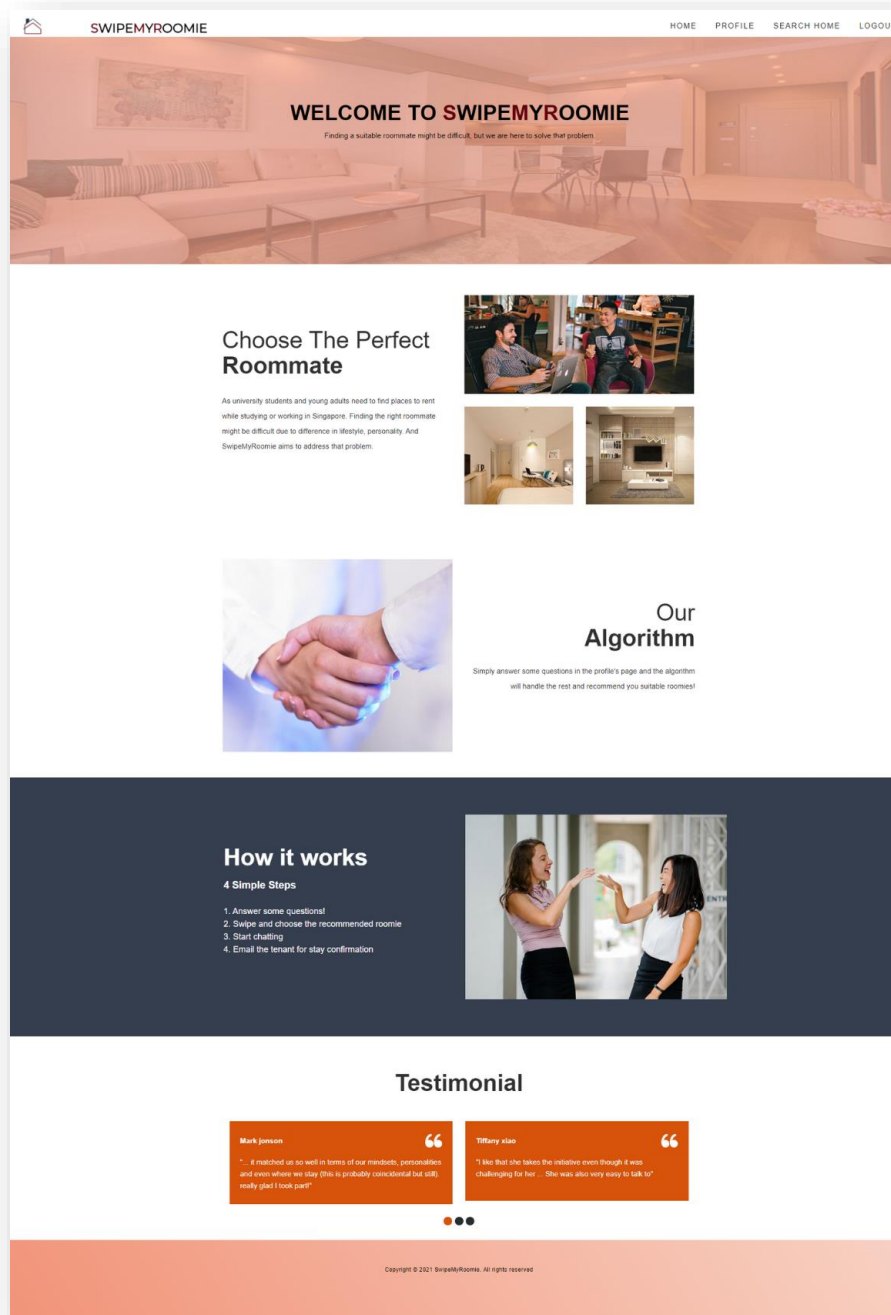 SWIPEMYROOMIE
HOME PROFILE SEARCH HOME LOGOU
WELCOME TO SWIPEMYROOMIE
Finding a suitable roommate might be difficult, but we are here to solve that problem
Choose The Perfect
Roommate
As university students and young adults need to find places to rent
while studying or working in Singapore. Finding the right roommate
might be difficult due to difference in lifestyle, personality. And
SwipeMyRoomie aims to address that problem.
Our
Algorithm
Simply answer some questions in the profile's page and the algorithm
will handle the rest and recommend you suitable roomies!
How it works
4 Simple Steps
1. Answer some questions!
2. Swipe and choose the recommended roomie
3. Start chatting
4. Email the tenant for stay confirmation
ENTR
Testimonial
Mark jonson
"... it matched us so well in terms of our mindsets, personalities
and even where we stay (this is probably coincidental but still).
really glad I took part!"
Tiffany xiao
"I like that she takes the initiative even though it was
challenging for her ... She was also very easy to talk to"
Copyright © 2021 SwipeMyRoomie. All rights reserved